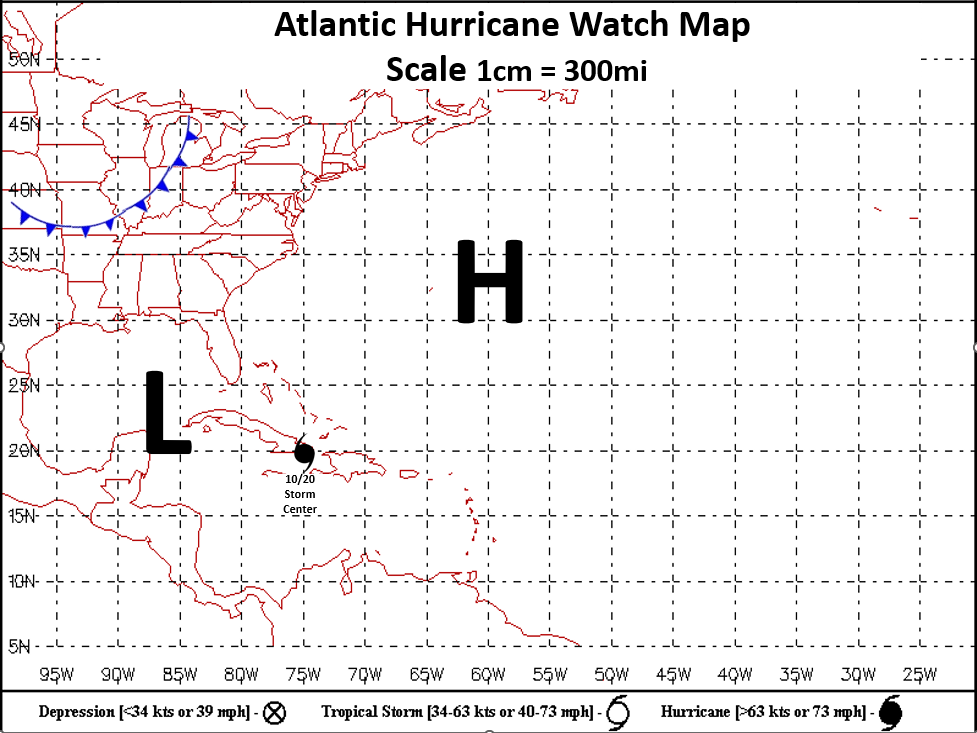 Atlantic Hurricane Watch Map
Scale 1cm = 300mi
50N
45N
40N
35N
H
30N
25N
L
20N
10/20
Storm
Center
15N
10N
5N
95W 90W 85W 80W 75W 70W 65W 60W 55W 50W 45W 40W 35W 30W 25W
Depression [<34 kts or 39 mph] - Tropical Storm [34-63 kts or 40-73 mph] - Hurricane [>63 kts or 73 mph] -